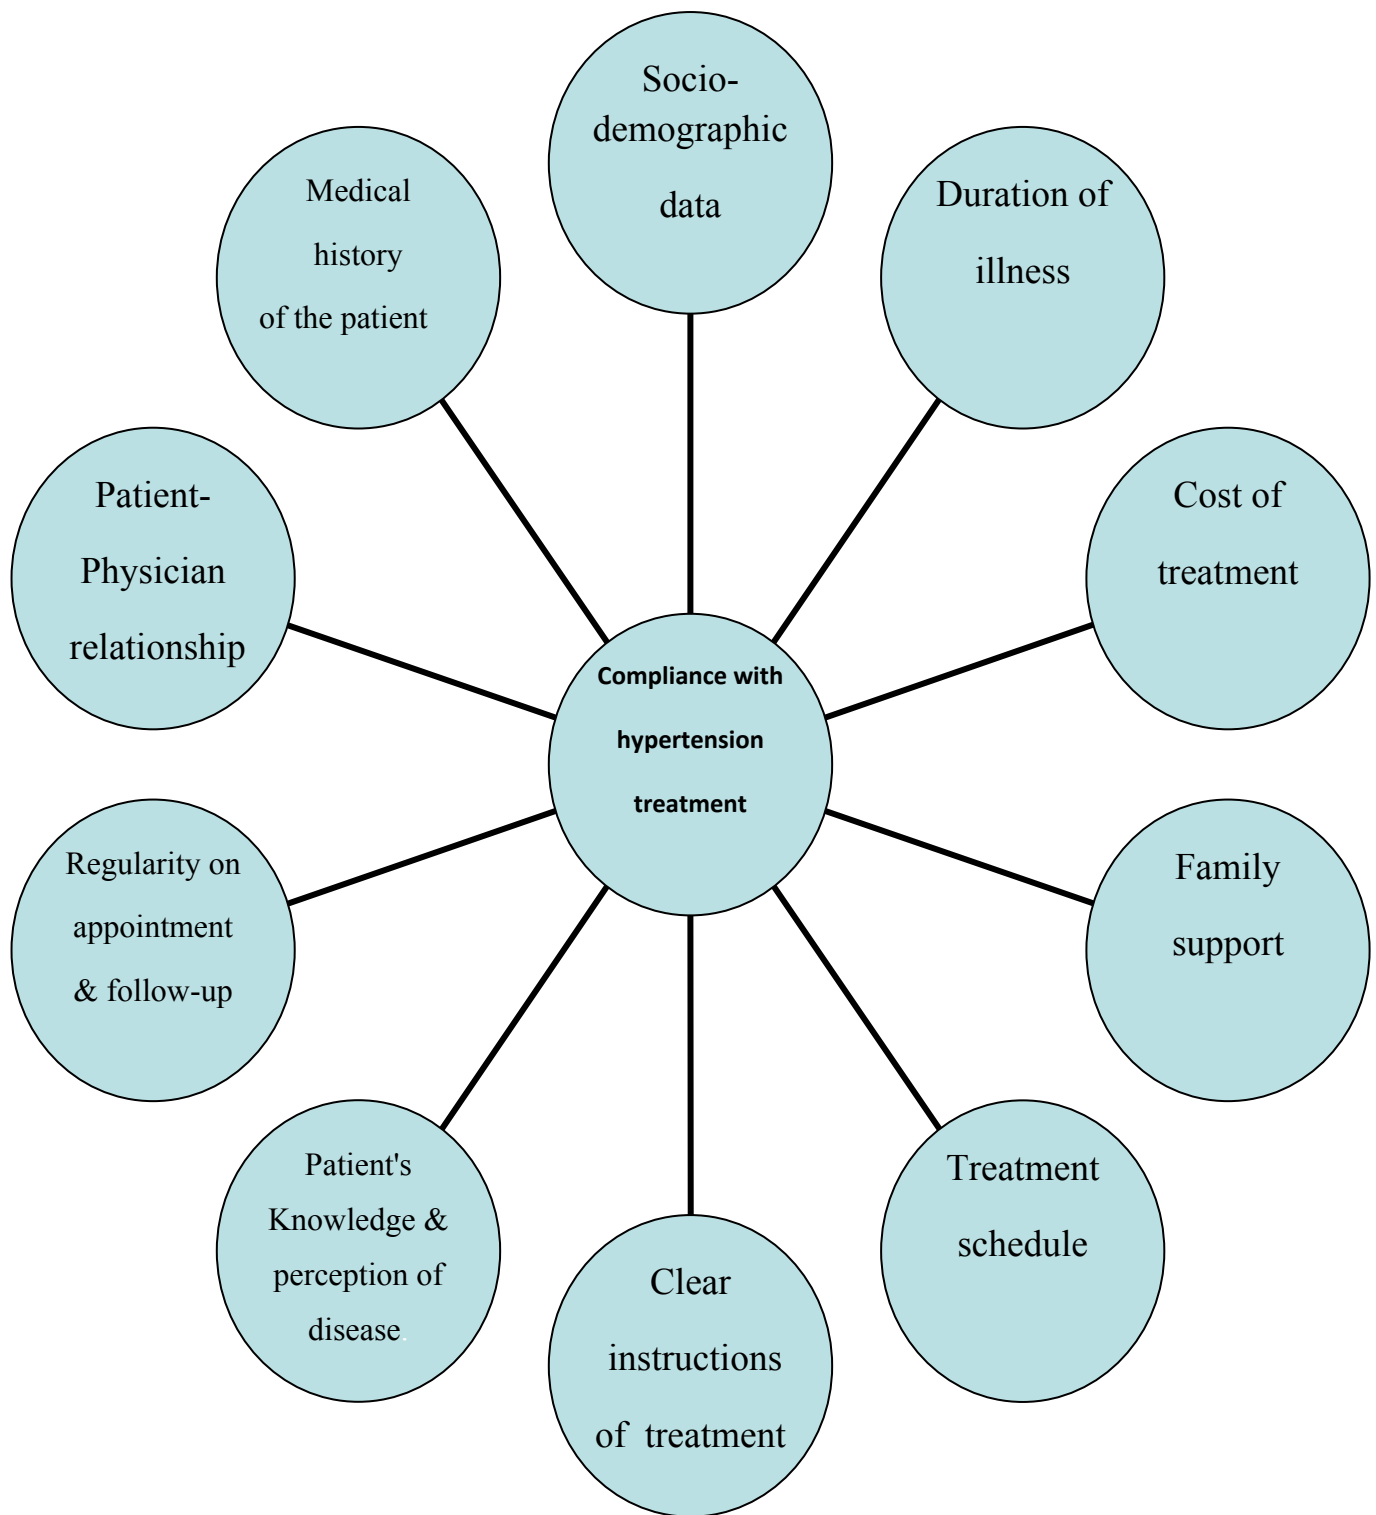 Socio-
demographic
data
Duration of
illness
Cost of
treatment
Family
support
Treatment
schedule
Clear
instructions
of treatment
Patient's
Knowledge &
perception of
disease.
Regularity on
appointment
& follow-up
Patient-
Physician
relationship
Medical
history
of the patient
Compliance with
hypertension
treatment